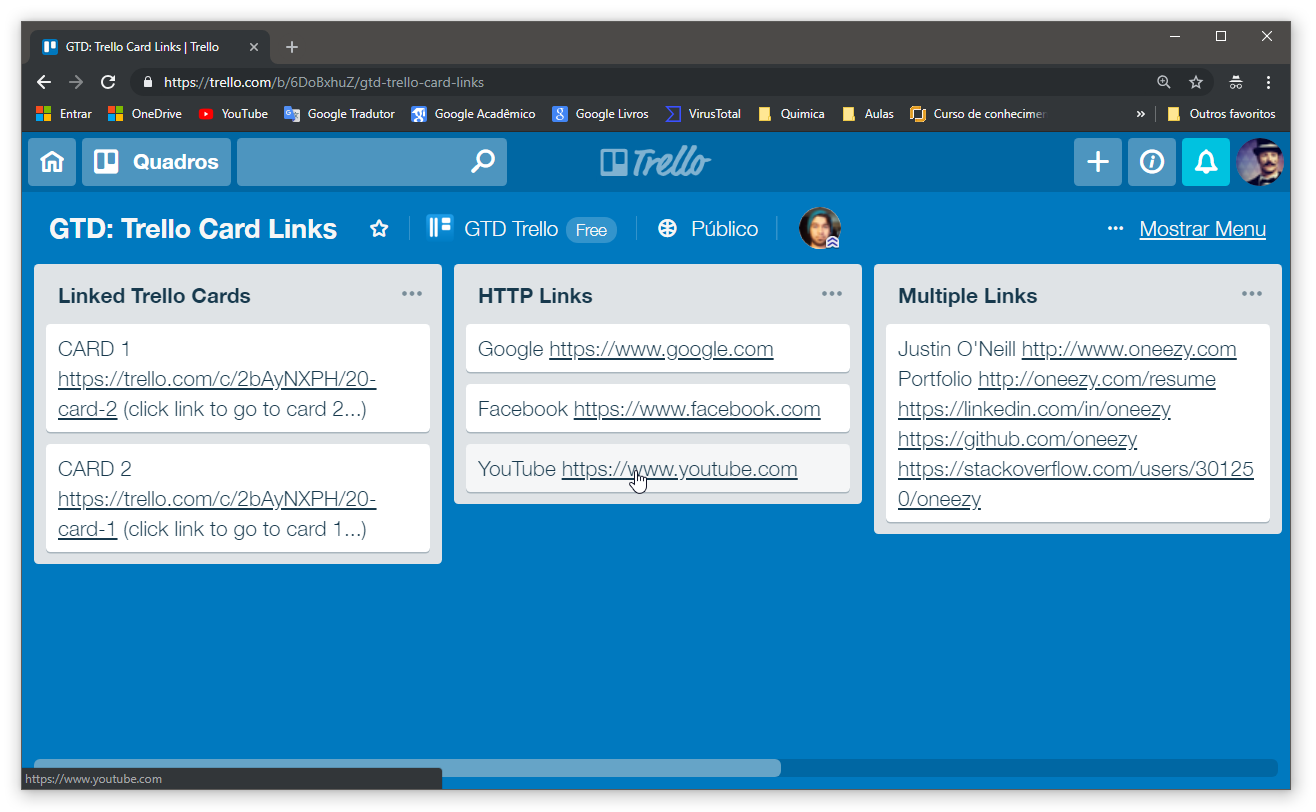 GTD: Trello Card Links | Trello
https://trello.com/b/6DoBxhuZ/gtd-trello-card-links
Entrar OneDrive YouTube Google Tradutor Google Acadêmico Google Livros VirusTotal Quimica Aulas Curso de conhecimen » Outros favoritos
Quadros Trello
GTD: Trello Card Links GTD Trello Free Público ... Mostrar Menu
Linked Trello Cards ...
CARD 1
https://trello.com/c/2bAyNXPH/20-
card-2 (click link to go to card 2...)
CARD 2
https://trello.com/c/2bAyNXPH/20-
card-1 (click link to go to card 1...)
HTTP Links ...
Google https://www.google.com
Facebook https://www.facebook.com
YouTube https://www.youtube.com
Multiple Links ...
Justin O'Neill http://www.oneezy.com
Portfolio http://oneezy.com/resume
https://linkedin.com/in/oneezy
https://github.com/oneezy
https://stackoverflow.com/users/30125
0/oneezy
https://www.youtube.com